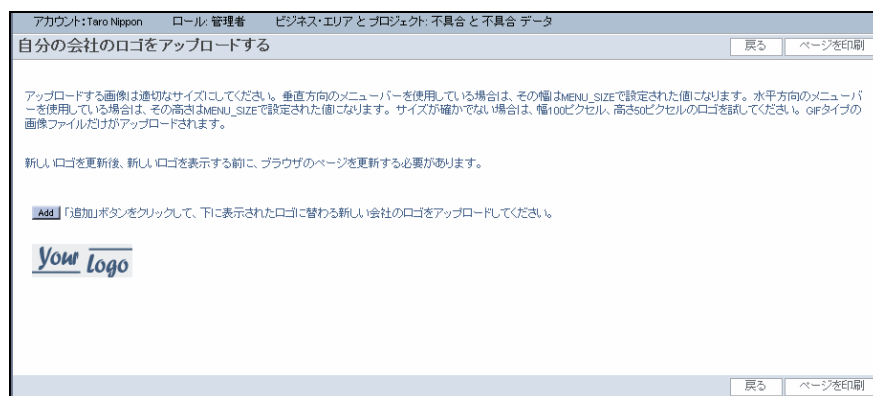 アカウント:Taro Nippon ロール: 管理者 ビジネス・エリア と プロジェクト: 不具合 と 不具合 データ
自分の会社のロゴをアップロードする 戻る ページを印刷
アップロードする画像は適切なサイズにしてください。垂直方向のメニューバーを使用している場合は、その幅はMENU_SIZEで設定された値になります。水平方向のメニューバ
ーを使用している場合は、その高さはMENU_SIZEで設定された値になります。サイズが確かでない場合は、幅100ピクセル、高さ50ピクセルのロゴを試してください。GIFタイプの
画像ファイルだけがアップロードされます。
新しいロゴを更新後、新しいロゴを表示する前に、ブラウザのページを更新する必要があります。
Add 「追加」ボタンをクリックして、下に表示されたロゴに替わる新しい会社のロゴをアップロードしてください。
Your Logo
戻る ページを印刷